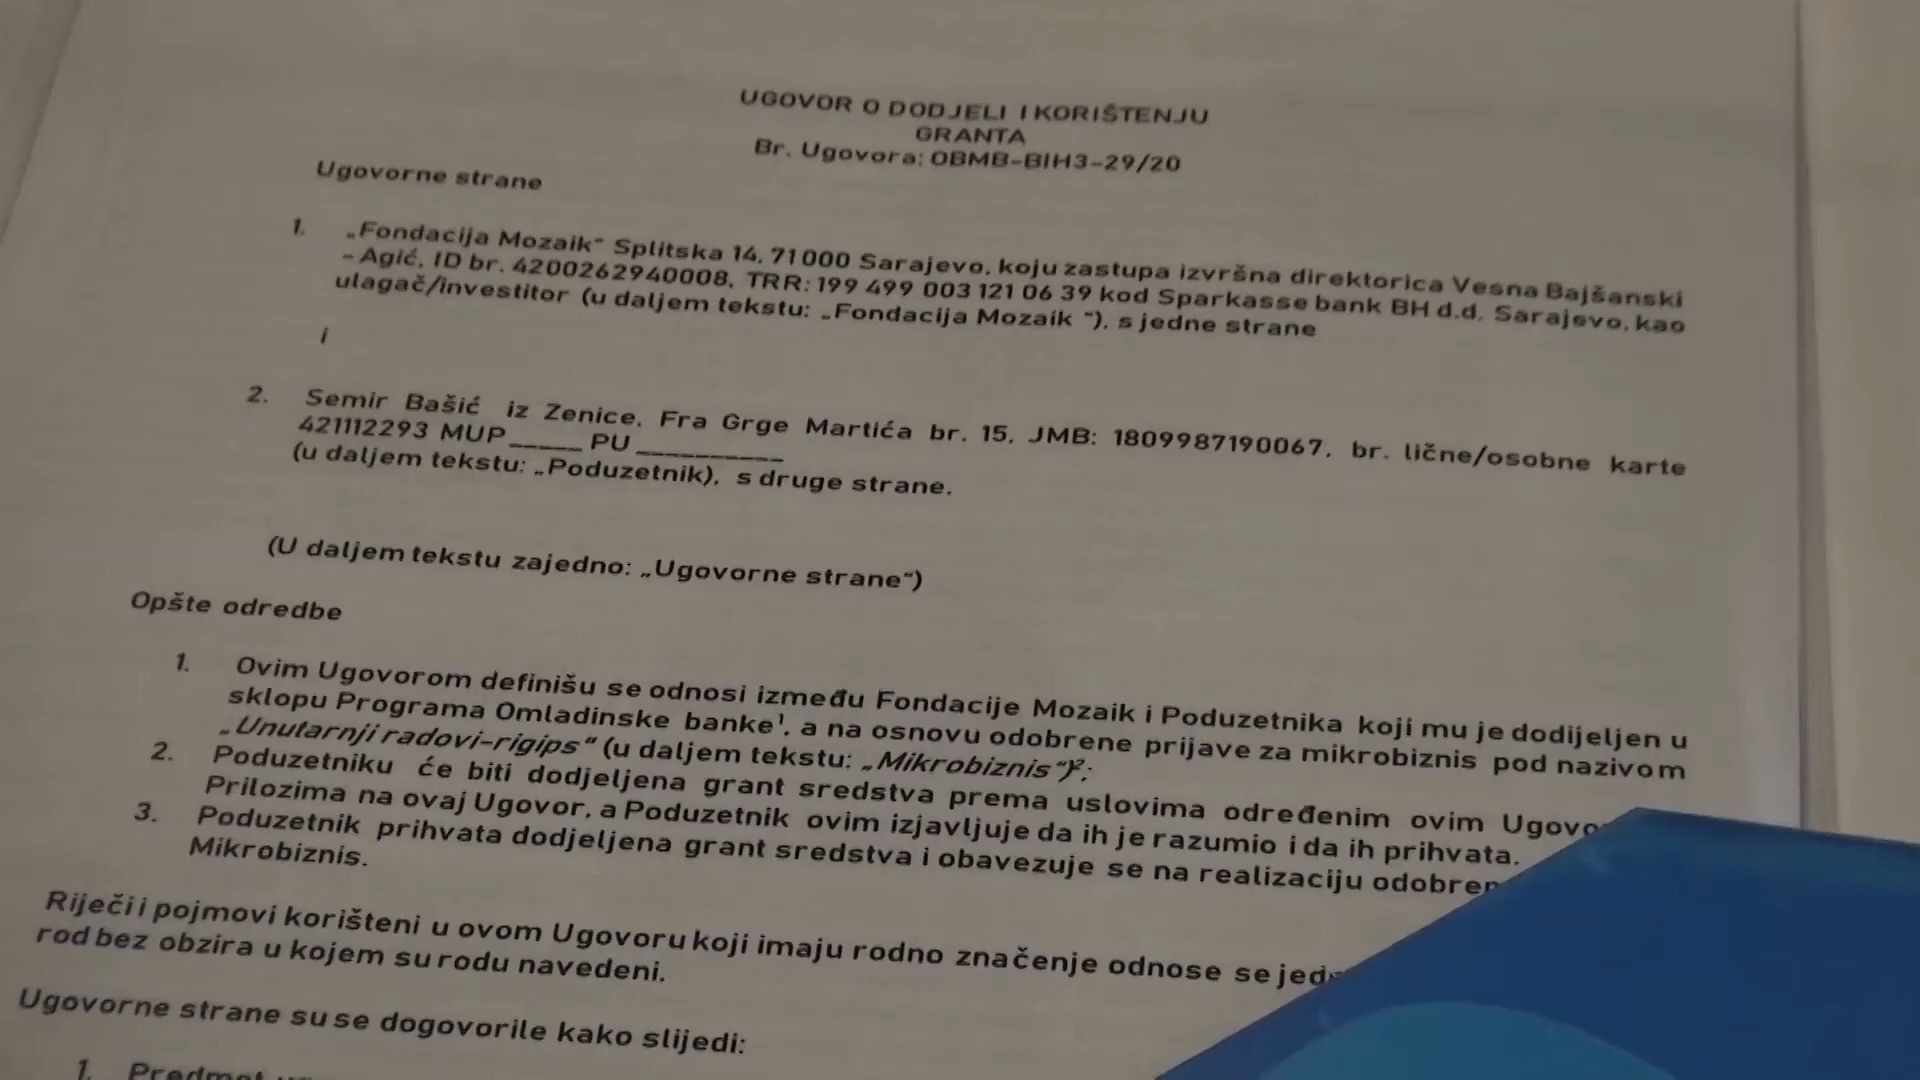 UGOVOR O DODJELI I KORIŠTENJU
GRANTA
Br. Ugovora: OBMB-BIH3-29/20
Ugovorne strane
1. „Fondacija Mozaik“ Splitska 14, 71000 Sarajevo, koju zastupa izvršna direktorica Vesna Bajšanski
- Agić, ID br. 4200262940008, TRR: 199 499 003 121 06 39 kod Sparkasse bank BH d.d. Sarajevo, kao
ulagač/investitor (u daljem tekstu: „Fondacija Mozaik “), s jedne strane
i
2. Semir Bašić iz Zenice, Fra Grge Martića br. 15, JMB: 1809987190067, br. lične/osobne karte
421112293 MUP_____ PU __________
(u daljem tekstu: „Poduzetnik), s druge strane.
(U daljem tekstu zajedno: „Ugovorne strane“)
Opšte odredbe
1. Ovim Ugovorom definišu se odnosi između Fondacije Mozaik i Poduzetnika koji mu je dodijeljen u
sklopu Programa Omladinske banke¹, a na osnovu odobrene prijave za mikrobiznis pod nazivom
„Unutarnji radovi-rigips“ (u daljem tekstu: „Mikrobiznis“)²;
2. Poduzetniku će biti dodjeljena grant sredstva prema uslovima određenim ovim Ugovo
Prilozima na ovaj Ugovor, a Poduzetnik ovim izjavljuje da ih je razumio i da ih prihvata.
3. Poduzetnik prihvata dodjeljena grant sredstva i obavezuje se na realizaciju odobren
Mikrobiznis.
Riječi i pojmovi korišteni u ovom Ugovoru koji imaju rodno značenje odnose se jed
rod bez obzira u kojem su rodu navedeni.
Ugovorne strane su se dogovorile kako slijedi:
1. Predmet